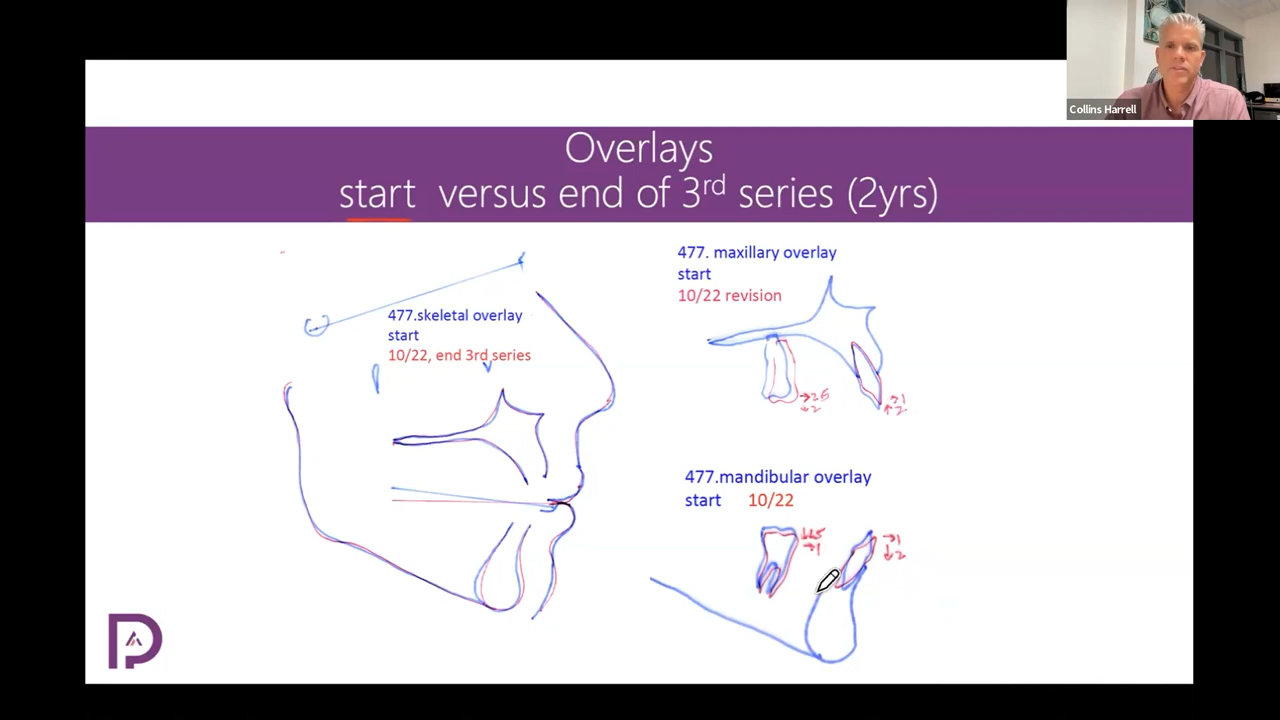 Collins Harrell
Overlays
start versus end of 3rd series (2yrs)
477.skeletal overlay
start
10/22, end 3rd series
477. maxillary overlay
start
10/22 revision
477.mandibular overlay
start 10/22